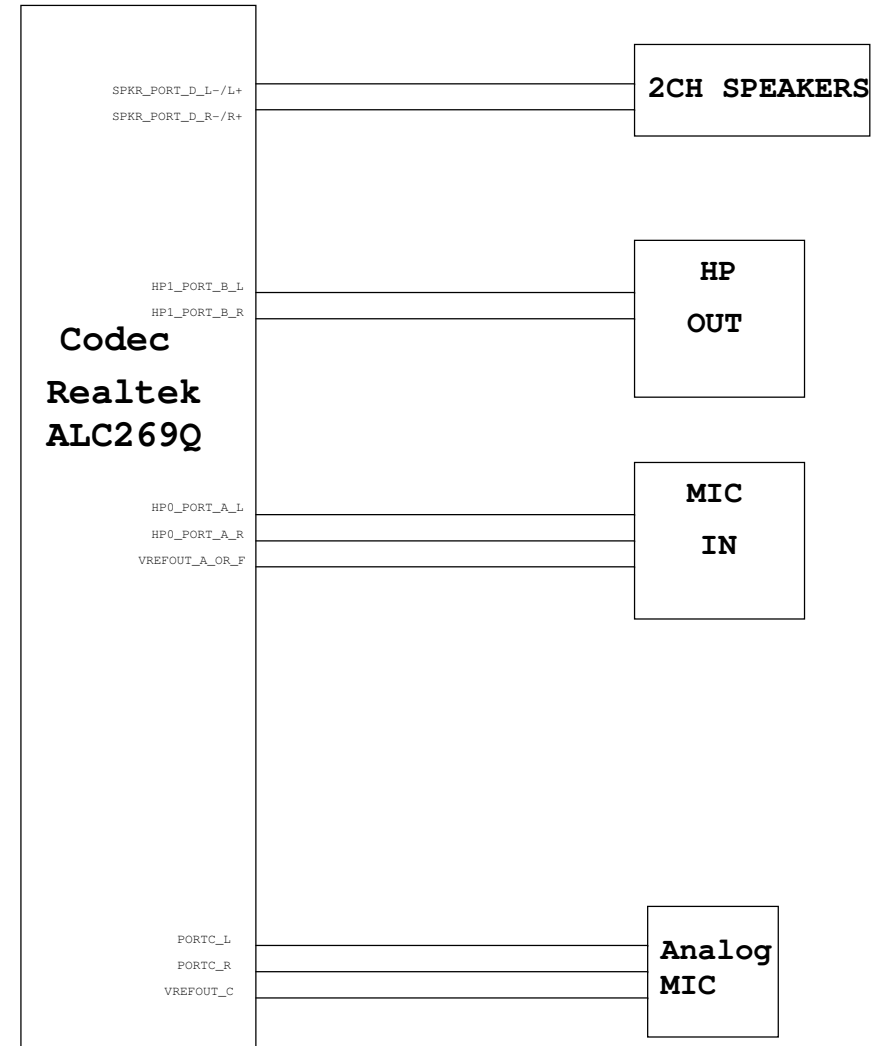 SPKR_PORT_D_L-/L+
SPKR_PORT_D_R-/R+
2CH SPEAKERS
HP1_PORT_B_L
HP1_PORT_B_R
HP
OUT
Codec
Realtek
ALC269Q
HP0_PORT_A_L
HP0_PORT_A_R
VREFOUT_A_OR_F
MIC
IN
PORTC_L
PORTC_R
VREFOUT_C
Analog
MIC